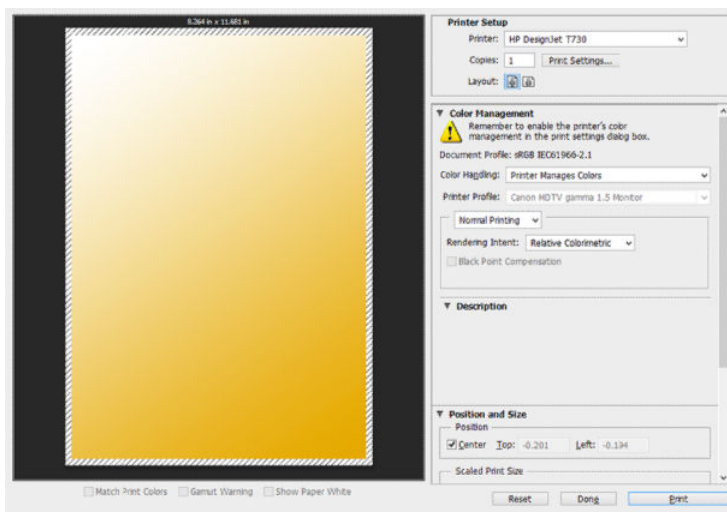 8.264 in x 11.681 in
Printer Setup
Printer: HP DesignJet T730
Copies: 1 Print Settings...
Layout:
Color Management
Remember to enable the printer's color
management in the print settings dialog box.
Document Profile: sRGB IEC61966-2.1
Color Handling: Printer Manages Colors
Printer Profile: Canon HDTV gamma 1.5 Monitor
Normal Printing
Rendering Intent: Relative Colorimetric
Black Point Compensation
Description
Position and Size
Position
Center Top: -0.201 Left: -0.194
Scaled Print Size
Match Print Colors Gamut Warning Show Paper White
Reset Done Print